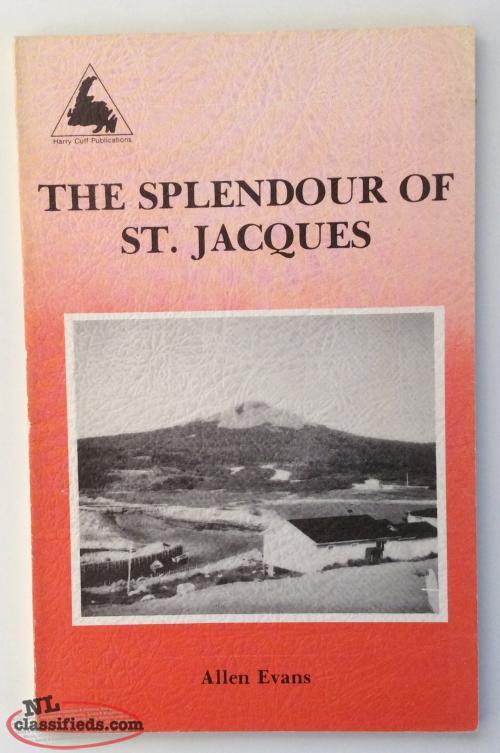 Harry Cuff Publications
THE SPLENDOUR OF
ST. JACQUES
Allen Evans
NL
classifieds.com